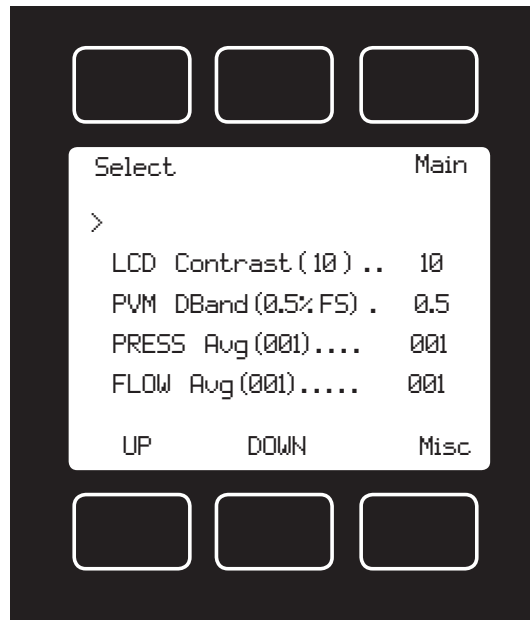 Select Main
>
LCD Contrast(10).. 10
PVM DBand(0.5% FS). 0.5
PRESS Avg(001).... 001
FLOW Avg(001)..... 001
UP DOWN Misc